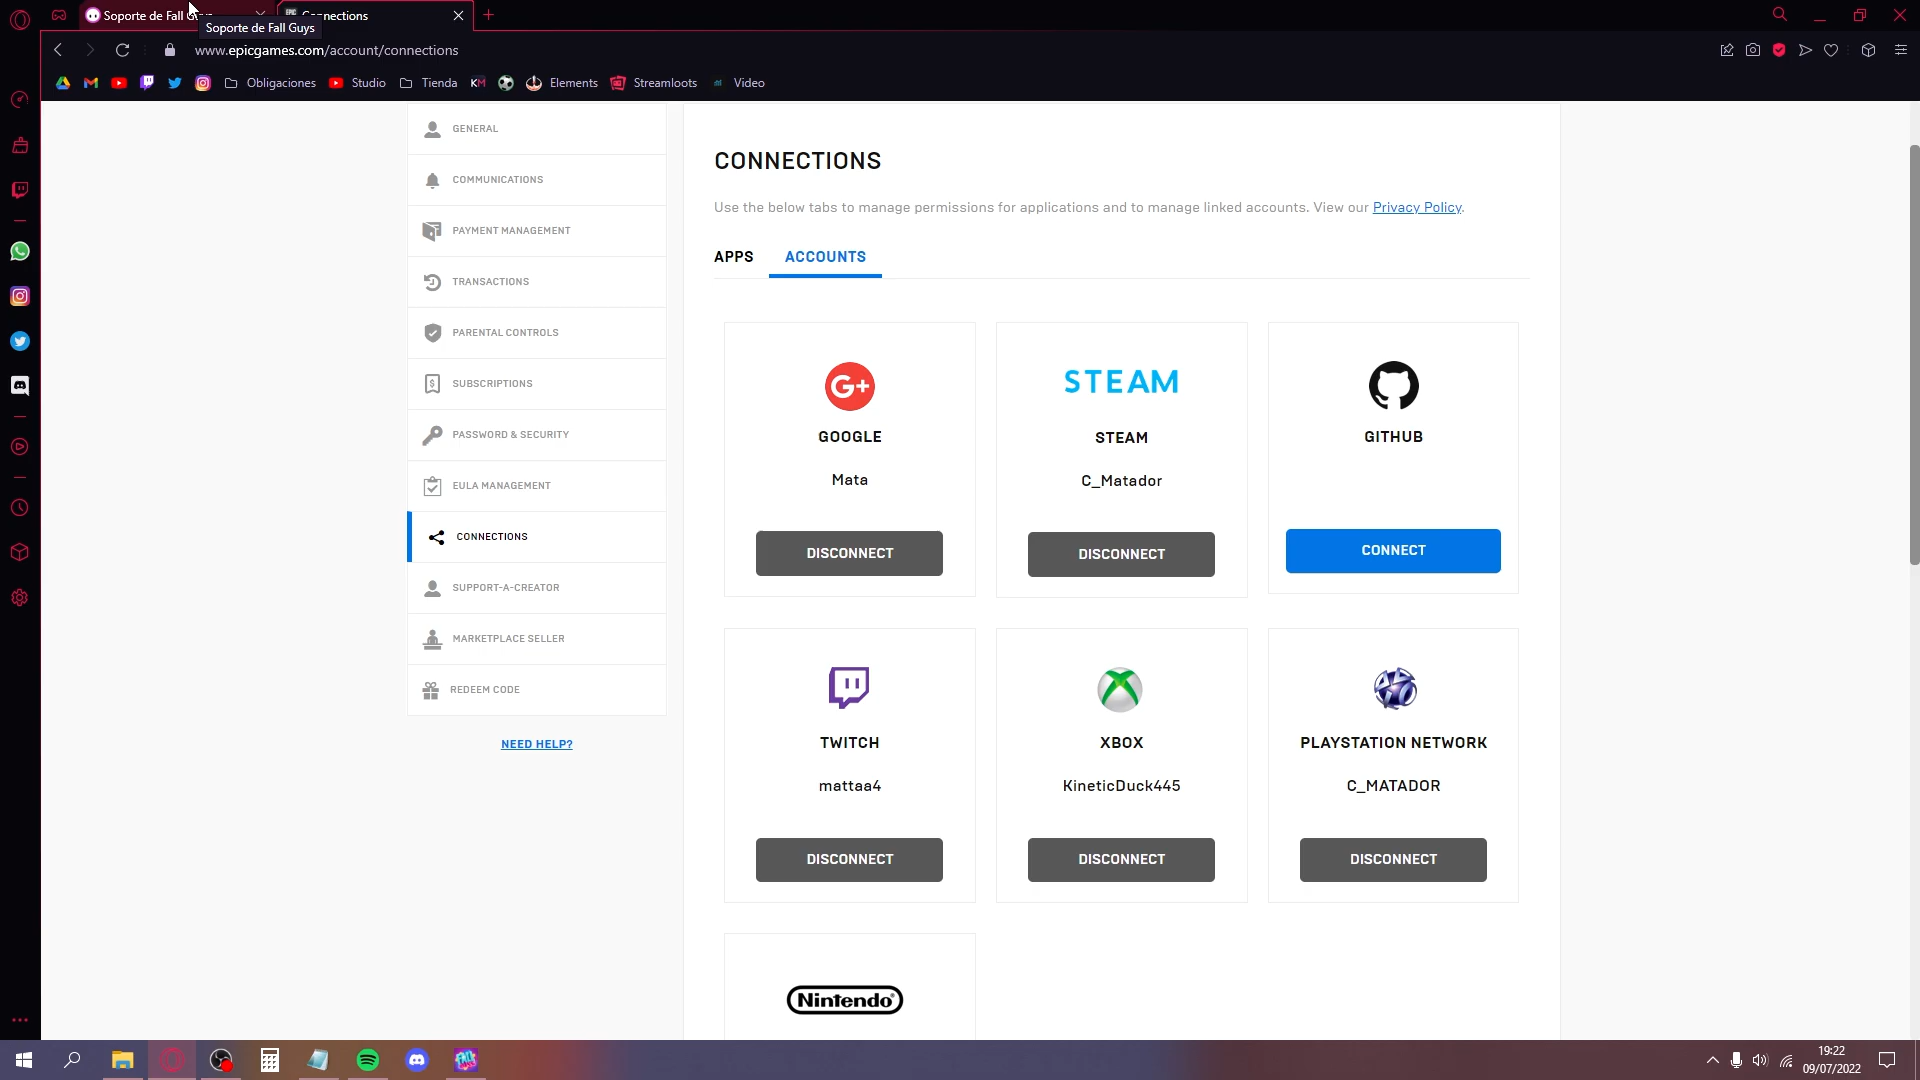 Soporte de Fall Guys
Connections
Soporte de Fall Guys
www.epicgames.com/account/connections
Obligaciones
Studio
Tienda
KM
Elements
Streamloots
Video
GENERAL
COMMUNICATIONS
PAYMENT MANAGEMENT
TRANSACTIONS
PARENTAL CONTROLS
SUBSCRIPTIONS
PASSWORD & SECURITY
EULA MANAGEMENT
CONNECTIONS
SUPPORT-A-CREATOR
MARKETPLACE SELLER
REDEEM CODE
NEED HELP?
CONNECTIONS
Use the below tabs to manage permissions for applications and to manage linked accounts. View our Privacy Policy.
APPS
ACCOUNTS
G+
GOOGLE
Mata
DISCONNECT
STEAM
STEAM
C_Matador
DISCONNECT
GITHUB
CONNECT
TWITCH
mattaa4
DISCONNECT
XBOX
KineticDuck445
DISCONNECT
PLAYSTATION NETWORK
C_MATADOR
DISCONNECT
Nintendo
19:22
09/07/2022